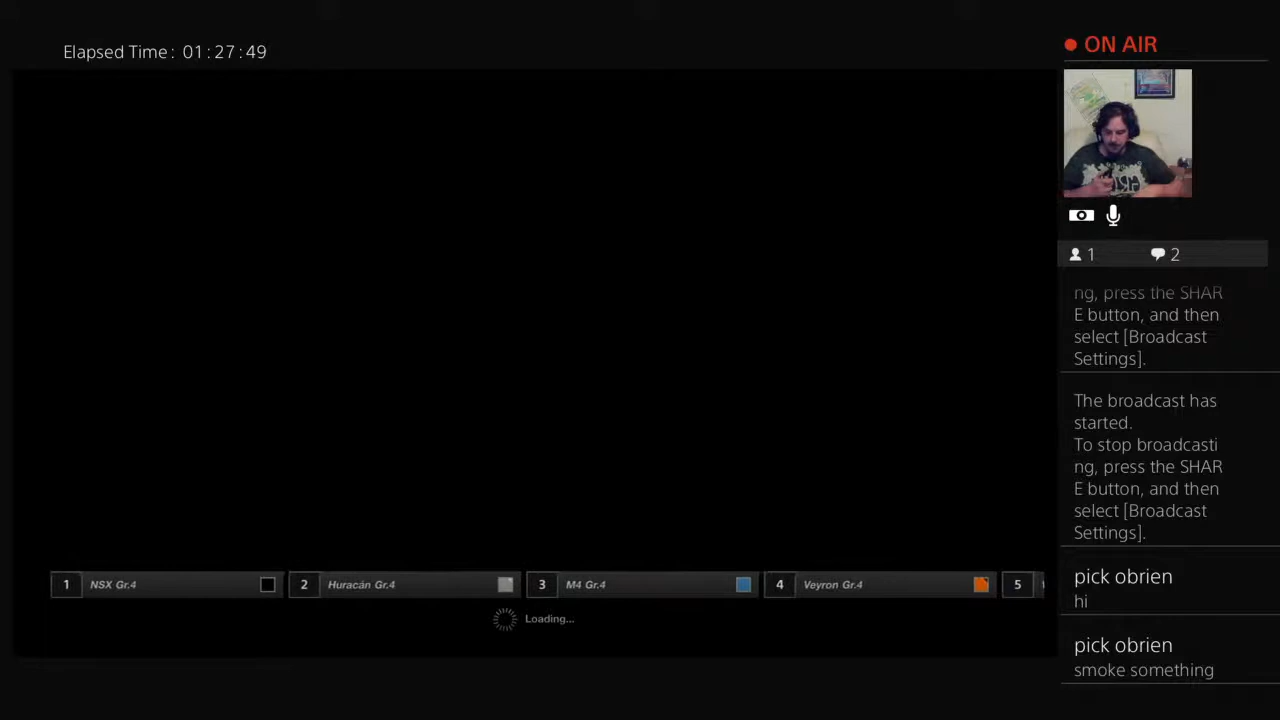 Elapsed Time: 01:27:49
ON AIR
1
2
ng, press the SHAR
E button, and then
select [Broadcast
Settings].
The broadcast has
started.
To stop broadcasti
ng, press the SHAR
E button, and then
select [Broadcast
Settings].
pick obrien
hi
pick obrien
smoke something
1 NSX Gr.4
2 Huracán Gr.4
3 M4 Gr.4
4 Veyron Gr.4
5
Loading...